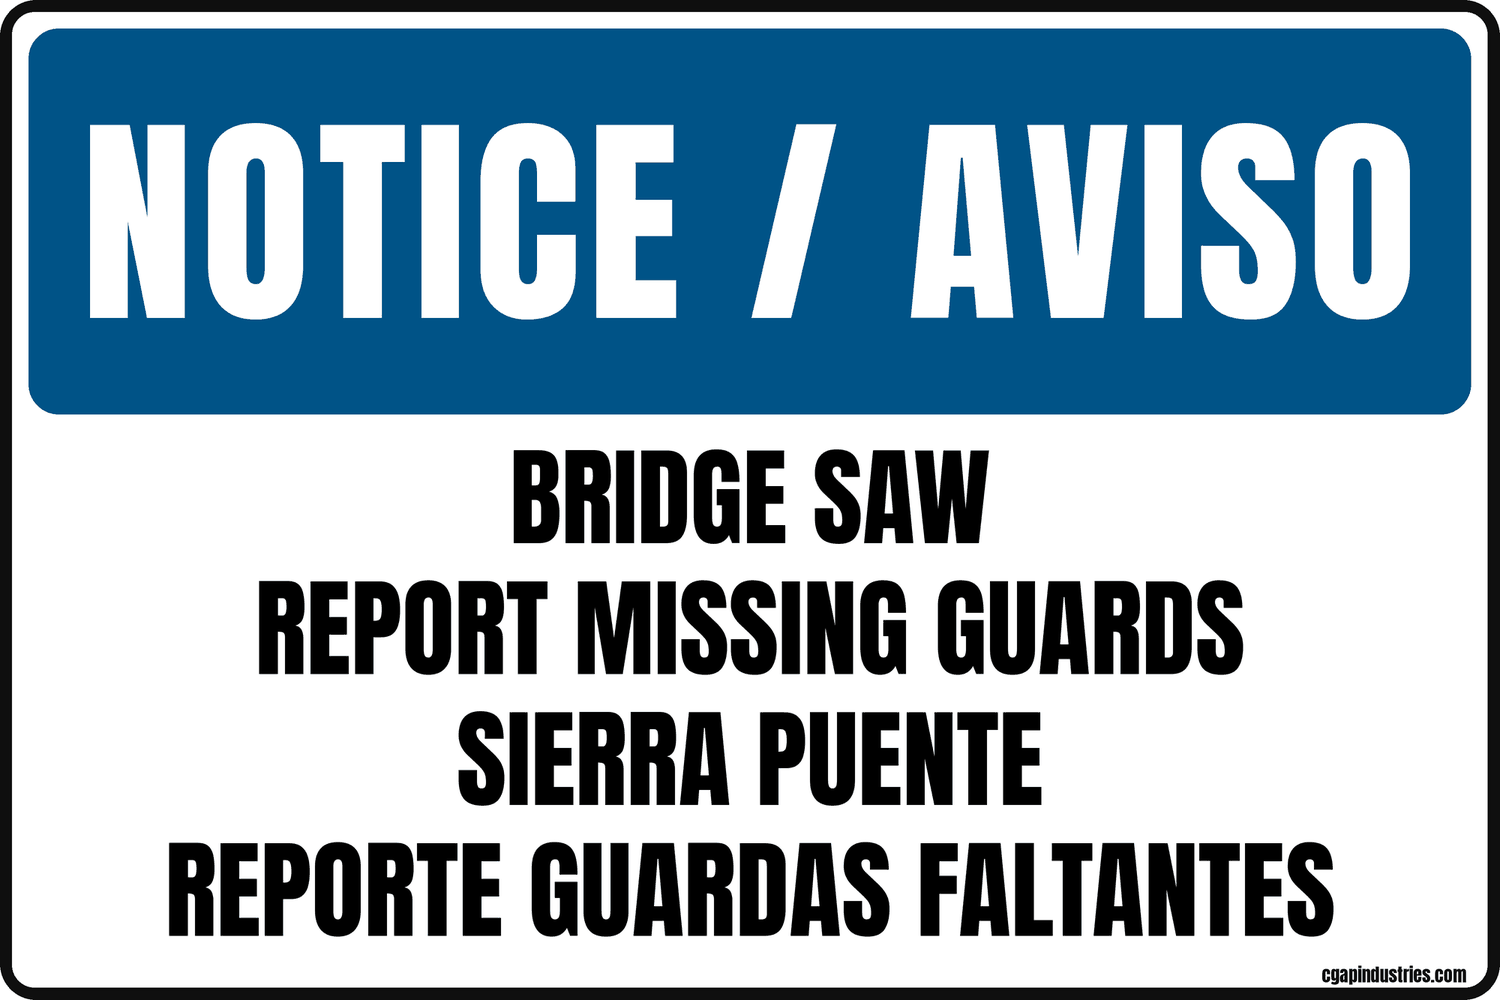 NOTICE / AVISO
BRIDGE SAW
REPORT MISSING GUARDS
SIERRA PUENTE
REPORTE GUARDAS FALTANTES
cgapindustries.com